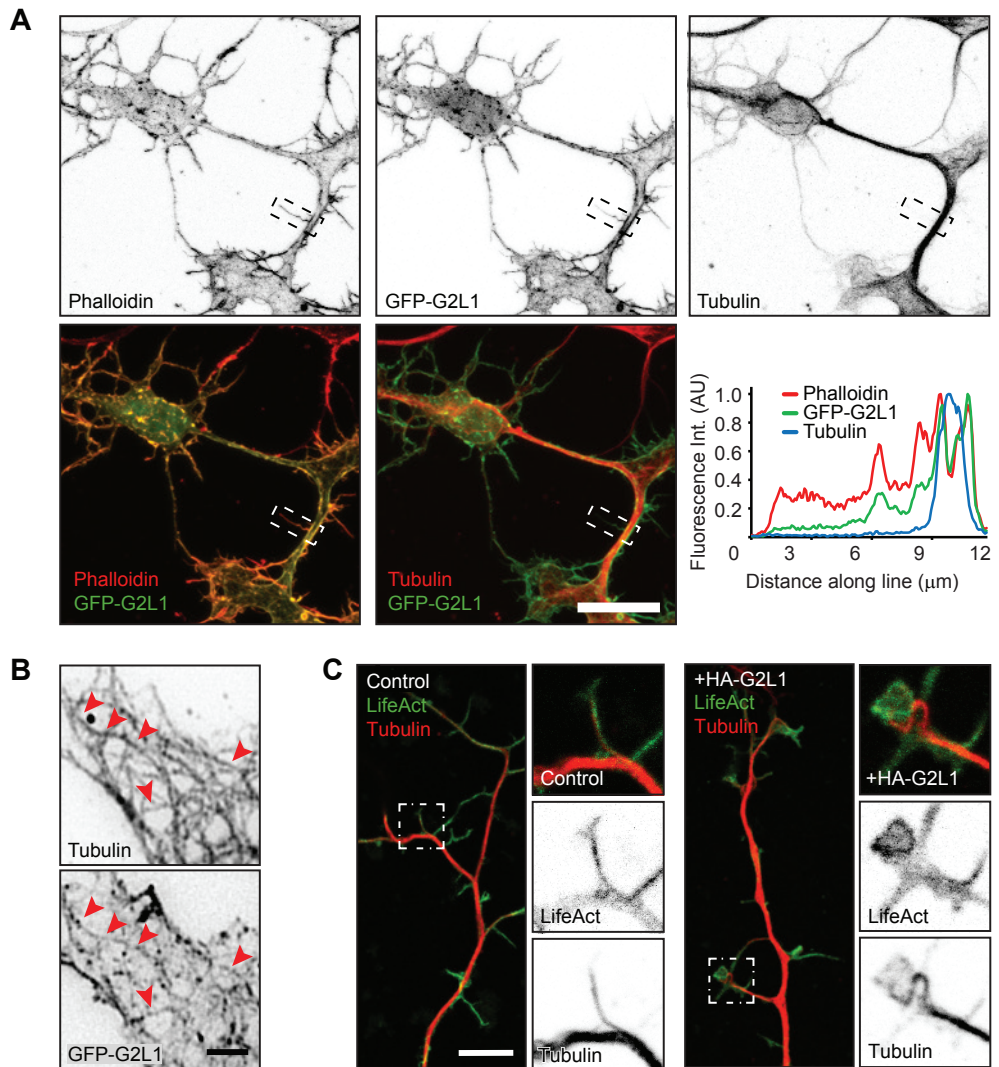 A
Phalloidin
GFP-G2L1
Tubulin
Phalloidin
GFP-G2L1
Tubulin
GFP-G2L1
Fluorescence Int. (AU)
1.0
0.8
0.6
0.4
0.2
0
3
6
9
12
Distance along line (μm)
Phalloidin
GFP-G2L1
Tubulin
B
Tubulin
GFP-G2L1
C
Control
LifeAct
Tubulin
Control
LifeAct
Tubulin
+HA-G2L1
LifeAct
Tubulin
+HA-G2L1
LifeAct
Tubulin